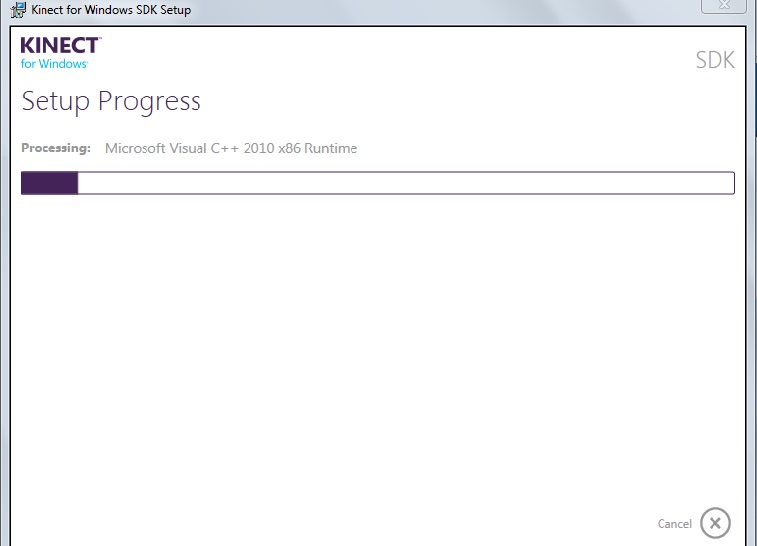 Kinect for Windows SDK Setup
KINECT™
for Windows®
SDK
Setup Progress
Processing: Microsoft Visual C++ 2010 x86 Runtime
Cancel